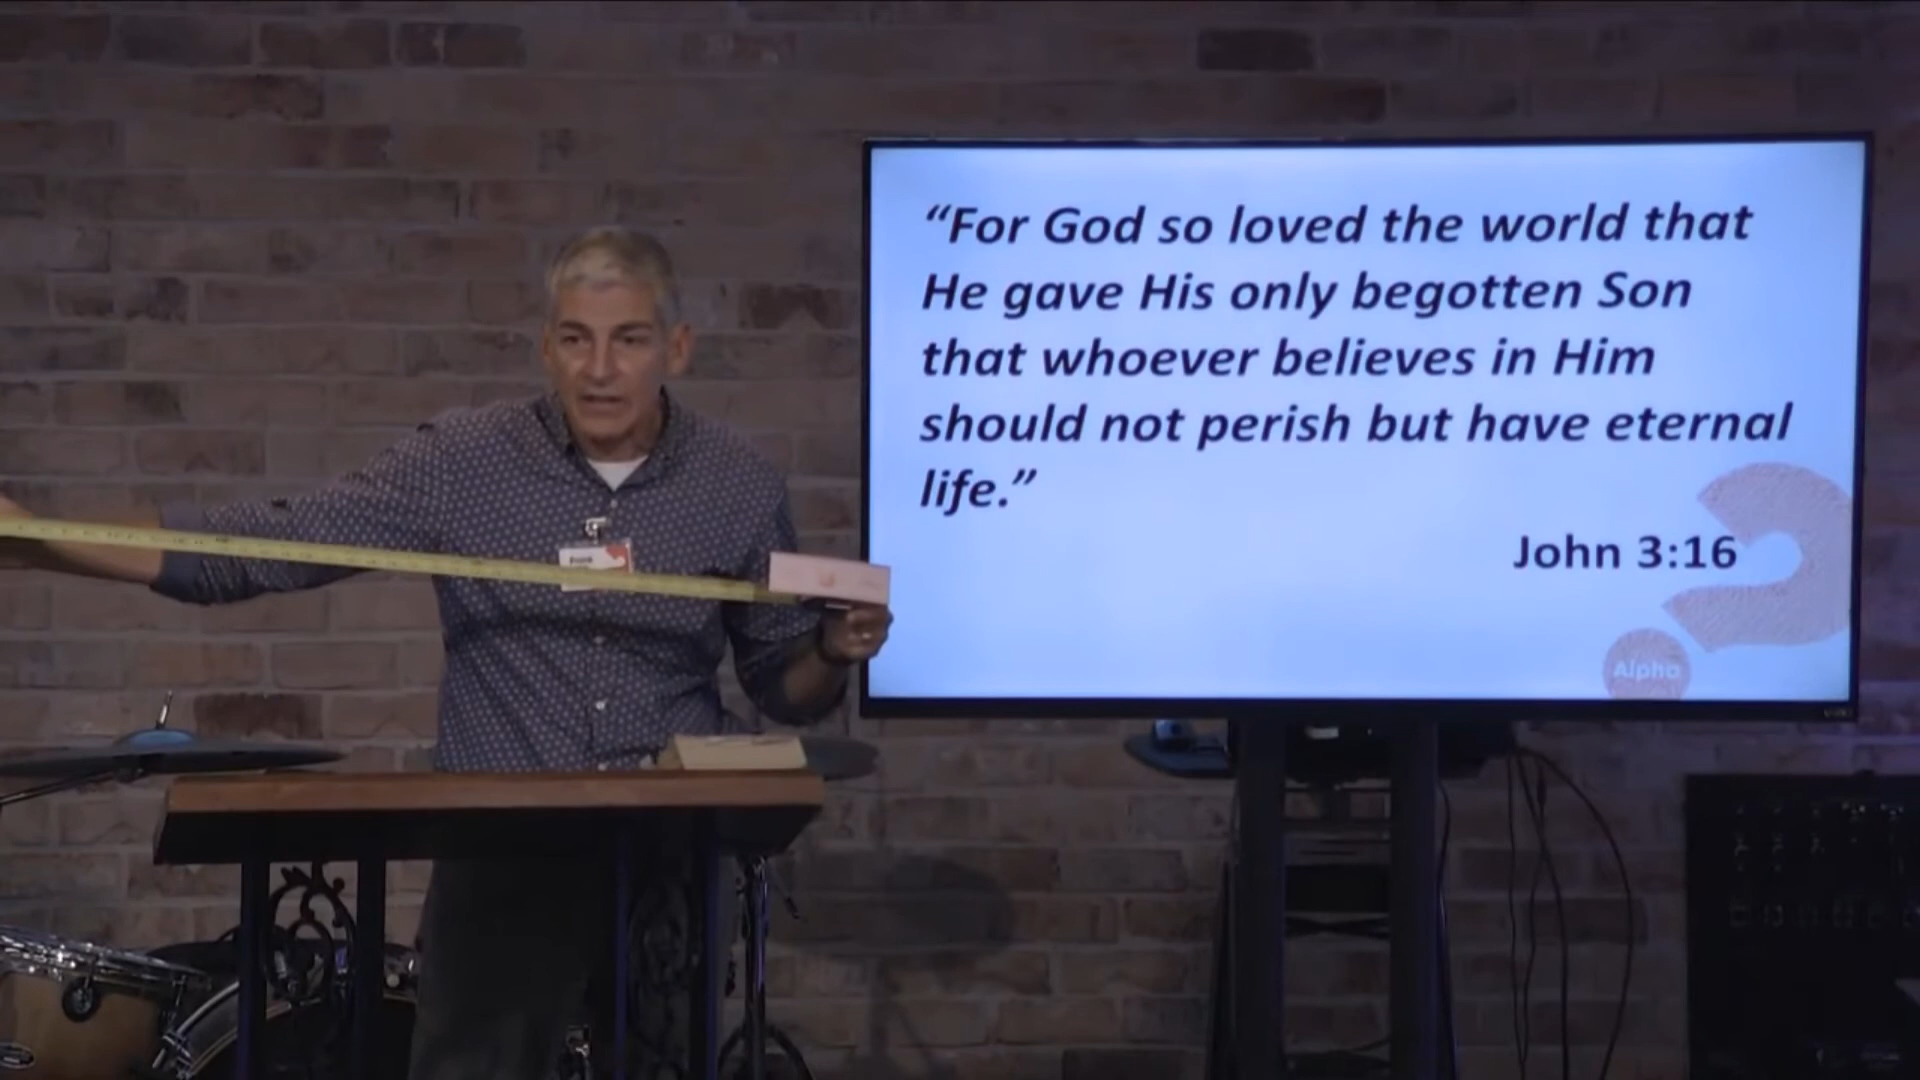 “For God so loved the world that
He gave His only begotten Son
that whoever believes in Him
should not perish but have eternal
life.”
John 3:16
Alpha